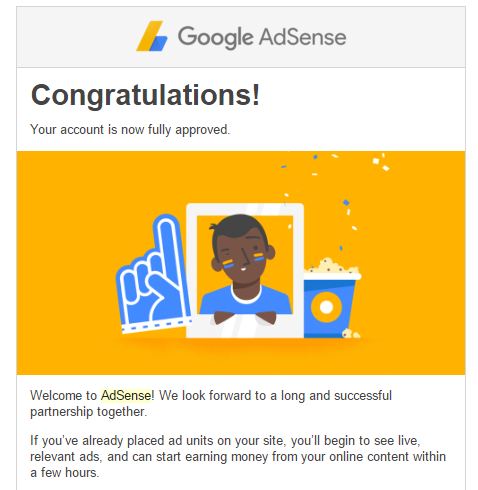 Google AdSense
Congratulations!
Your account is now fully approved.
Welcome to AdSense! We look forward to a long and successful
partnership together.
If you've already placed ad units on your site, you'll begin to see live,
relevant ads, and can start earning money from your online content within
a few hours.